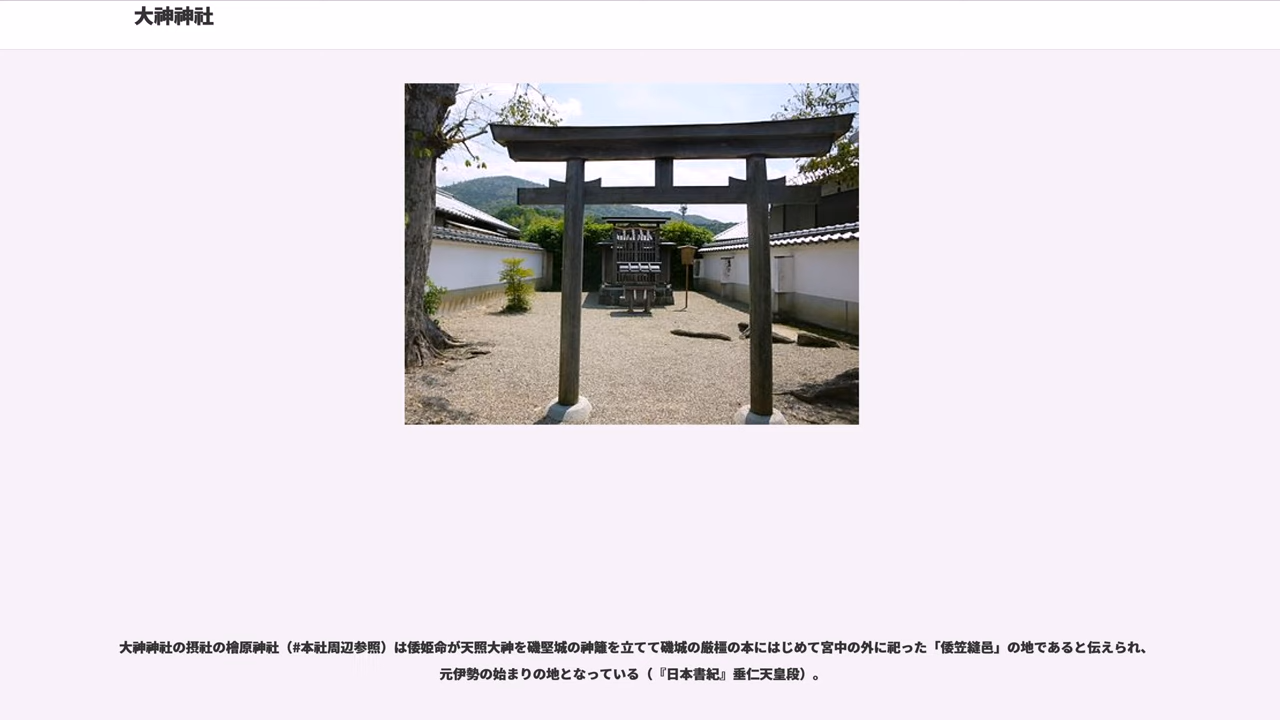 大神神社
大神神社の摂社の檜原神社（#本社周辺参照）は倭姫命が天照大神を磯堅城の神籬を立てて磯城の厳橿の本にはじめて宮中の外に祀った「倭笠縫邑」の地であると伝えられ、
元伊勢の始まりの地となっている（『日本書紀』垂仁天皇段）。